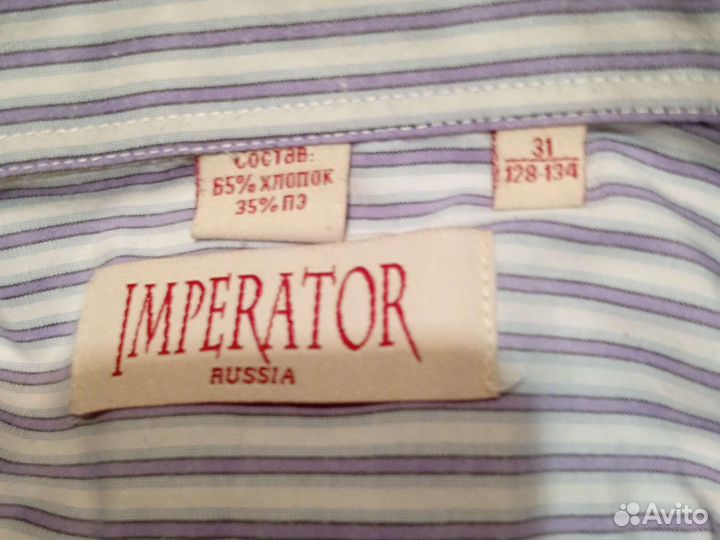 Состав:
65% ХЛОПОК
35% ПЭ
31
128-134
IMPERATOR
RUSSIA
Avito